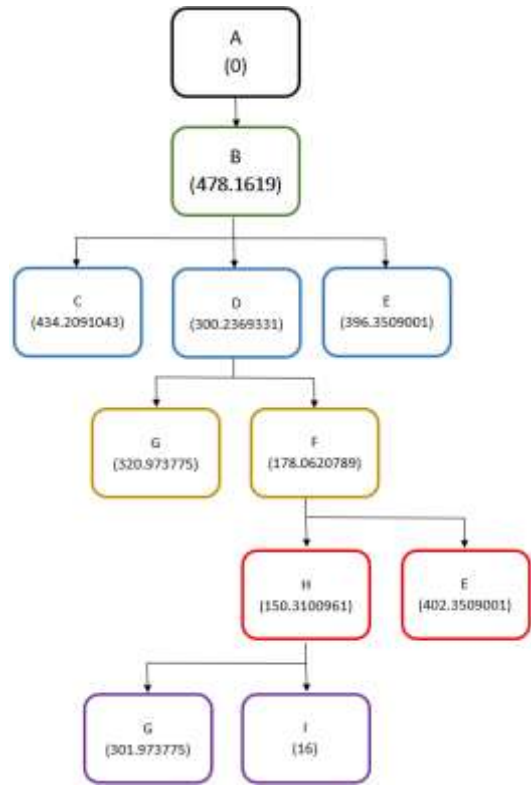 A
(0)
B
(478.1619)
C
(434.2091043)
D
(300.2369331)
E
(396.3509001)
G
(320.973775)
F
(178.0620789)
H
(150.3100961)
E
(402.3509001)
G
(301.973775)
I
(16)